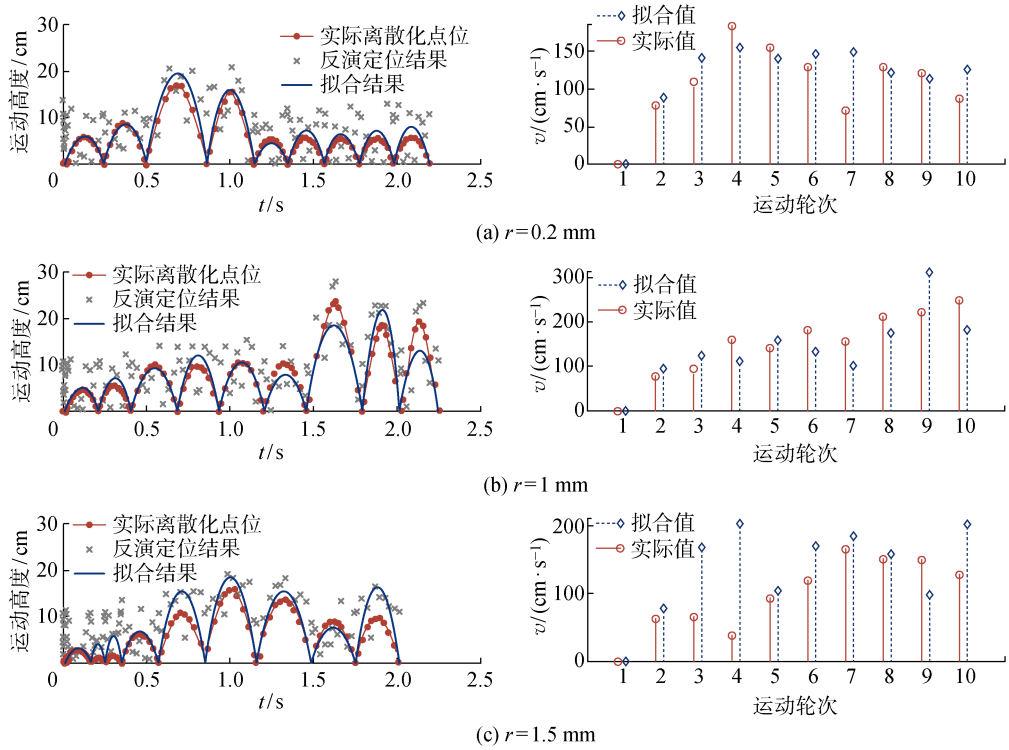 30
20
10
0
0.5
1.0
1.5
2.0
2.5
运动高度/cm
t/s
实际离散化点位
反演定位结果
拟合结果
150
100
50
0
1 2 3 4 5 6 7 8 9 10
v/(cm·s⁻¹)
运动轮次
拟合值
实际值
(a) r=0.2 mm
30
20
10
0
0.5
1.0
1.5
2.0
2.5
运动高度/cm
t/s
实际离散化点位
反演定位结果
拟合结果
300
200
100
0
1 2 3 4 5 6 7 8 9 10
v/(cm·s⁻¹)
运动轮次
拟合值
实际值
(b) r=1 mm
30
20
10
0
0.5
1.0
1.5
2.0
2.5
运动高度/cm
t/s
实际离散化点位
反演定位结果
拟合结果
200
100
0
1 2 3 4 5 6 7 8 9 10
v/(cm·s⁻¹)
运动轮次
拟合值
实际值
(c) r=1.5 mm